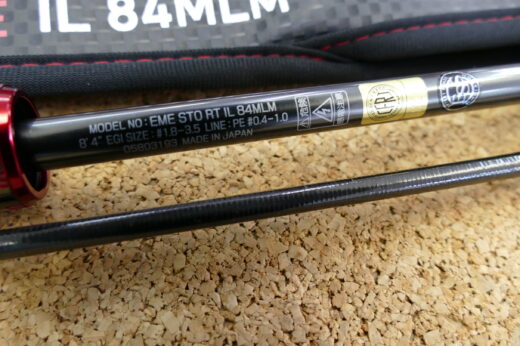 IL 84MLM
MODEL NO: EME STO RT IL 84MLM
8' 4" EGI SIZE: #1.8-3.5 LINE: PE #0.4-1.0
05803193 MADE IN JAPAN